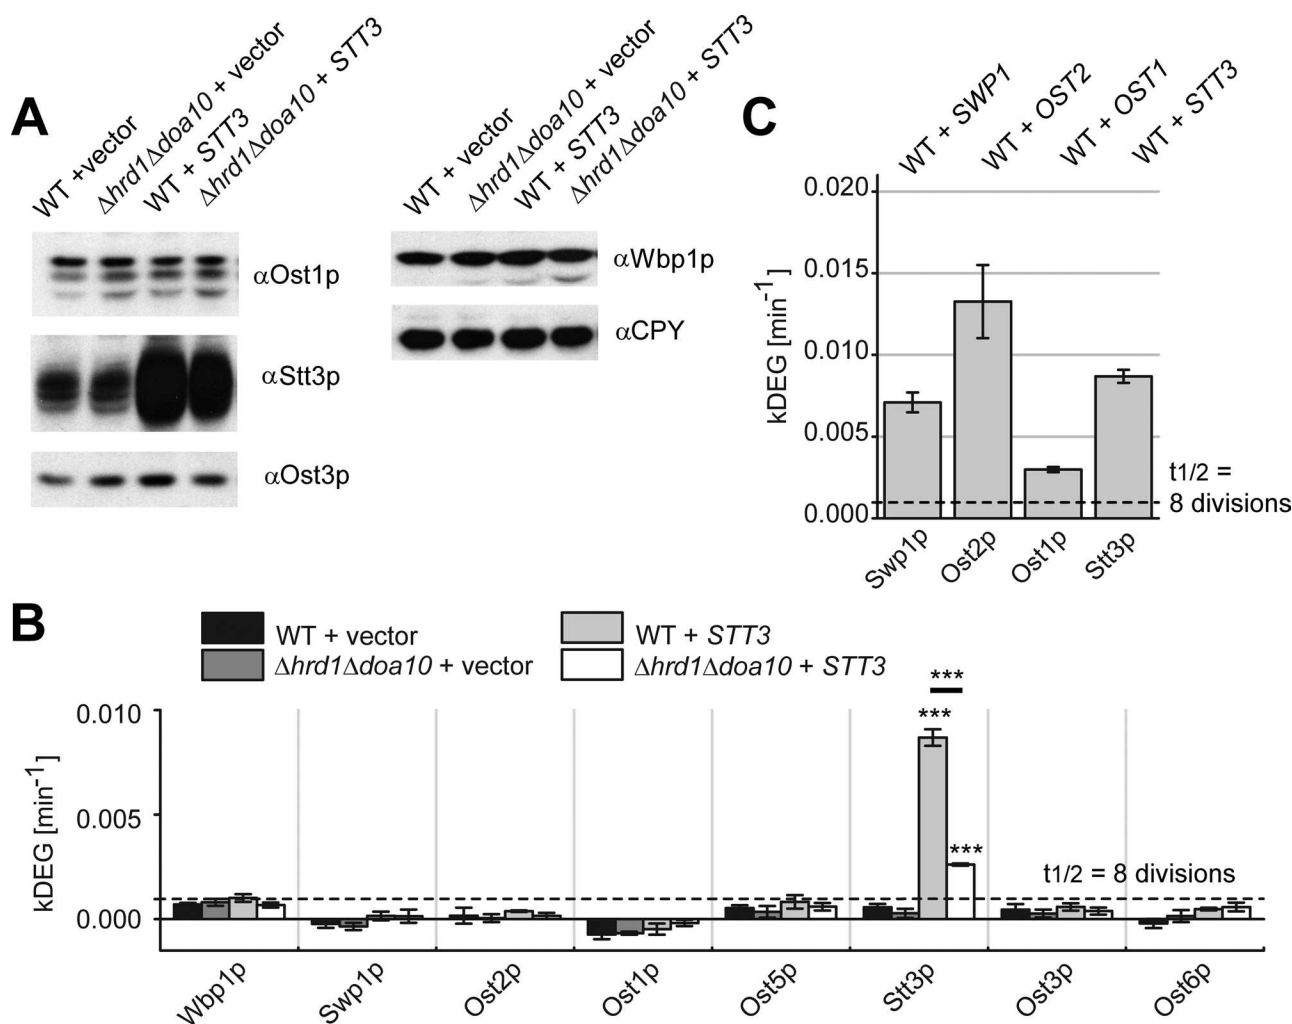 A
WT +vector
Δhrd1Δdoa10 + vector
WT + STT3
Δhrd1Δdoa10 + STT3
αOst1p
αStt3p
αOst3p
WT + vector
Δhrd1Δdoa10 + vector
WT + STT3
Δhrd1Δdoa10 + STT3
αWbp1p
αCPY
C
WT + SWP1
WT + OST2
WT + OST1
WT + STT3
kDEG [min-1]
0.020
0.015
0.010
0.005
0.000
t1/2 =
8 divisions
Swp1p
Ost2p
Ost1p
Stt3p
B
WT + vector
Δhrd1Δdoa10 + vector
WT + STT3
Δhrd1Δdoa10 + STT3
kDEG [min-1]
0.010
0.005
0.000
***
***
***
t1/2 = 8 divisions
Wbp1p
Swp1p
Ost2p
Ost1p
Ost5p
Stt3p
Ost3p
Ost6p